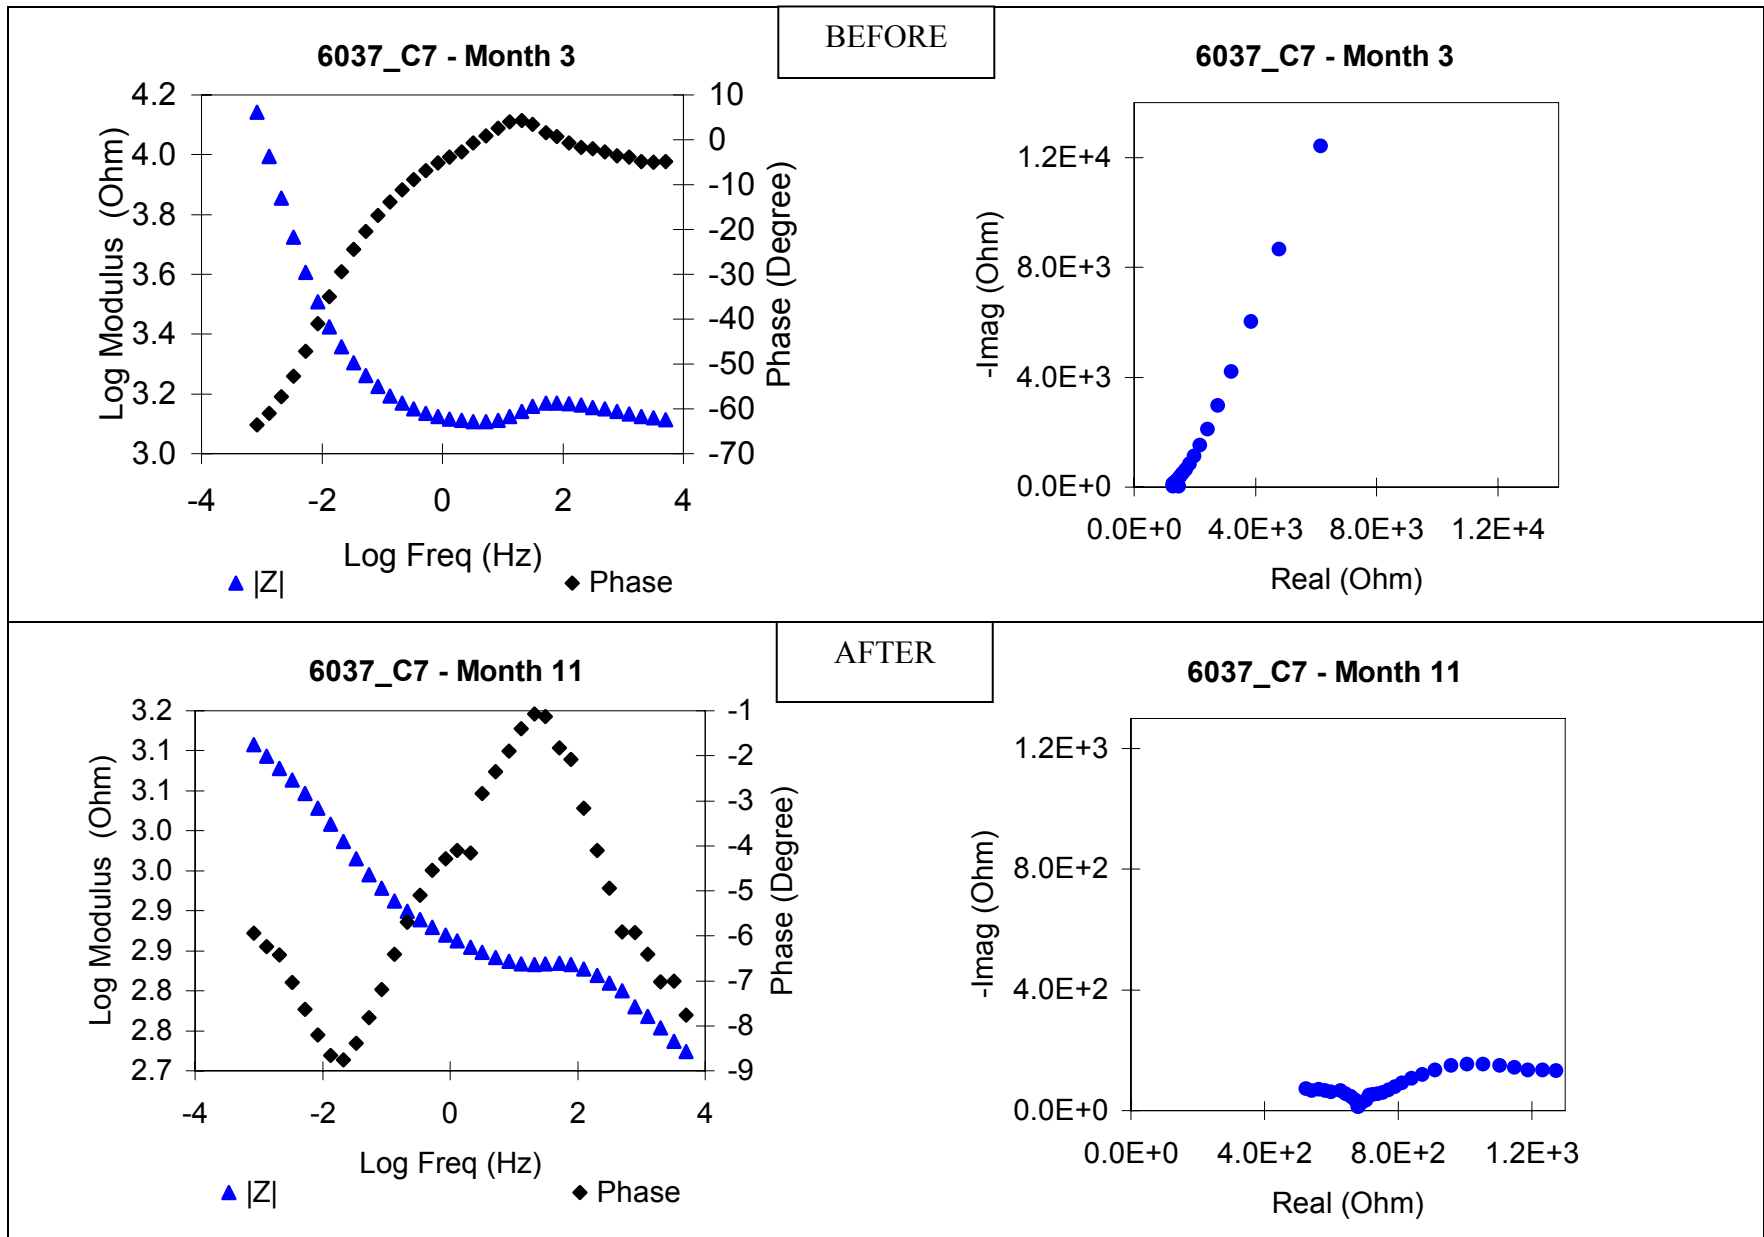 BEFORE
6037_C7 - Month 3
Log Modulus (Ohm)
4.2
4.0
3.8
3.6
3.4
3.2
3.0
10
0
-10
-20
-30
-40
-50
-60
-70
Phase (Degree)
-4 -2 0 2 4
Log Freq (Hz)
|Z| Phase
6037_C7 - Month 3
-Imag (Ohm)
1.2E+4
8.0E+3
4.0E+3
0.0E+0
0.0E+0 4.0E+3 8.0E+3 1.2E+4
Real (Ohm)
AFTER
6037_C7 - Month 11
Log Modulus (Ohm)
3.2
3.1
3.1
3.0
3.0
2.9
2.9
2.8
2.8
2.7
-1
-2
-3
-4
-5
-6
-7
-8
-9
Phase (Degree)
-4 -2 0 2 4
Log Freq (Hz)
|Z| Phase
6037_C7 - Month 11
-Imag (Ohm)
1.2E+3
8.0E+2
4.0E+2
0.0E+0
0.0E+0 4.0E+2 8.0E+2 1.2E+3
Real (Ohm)